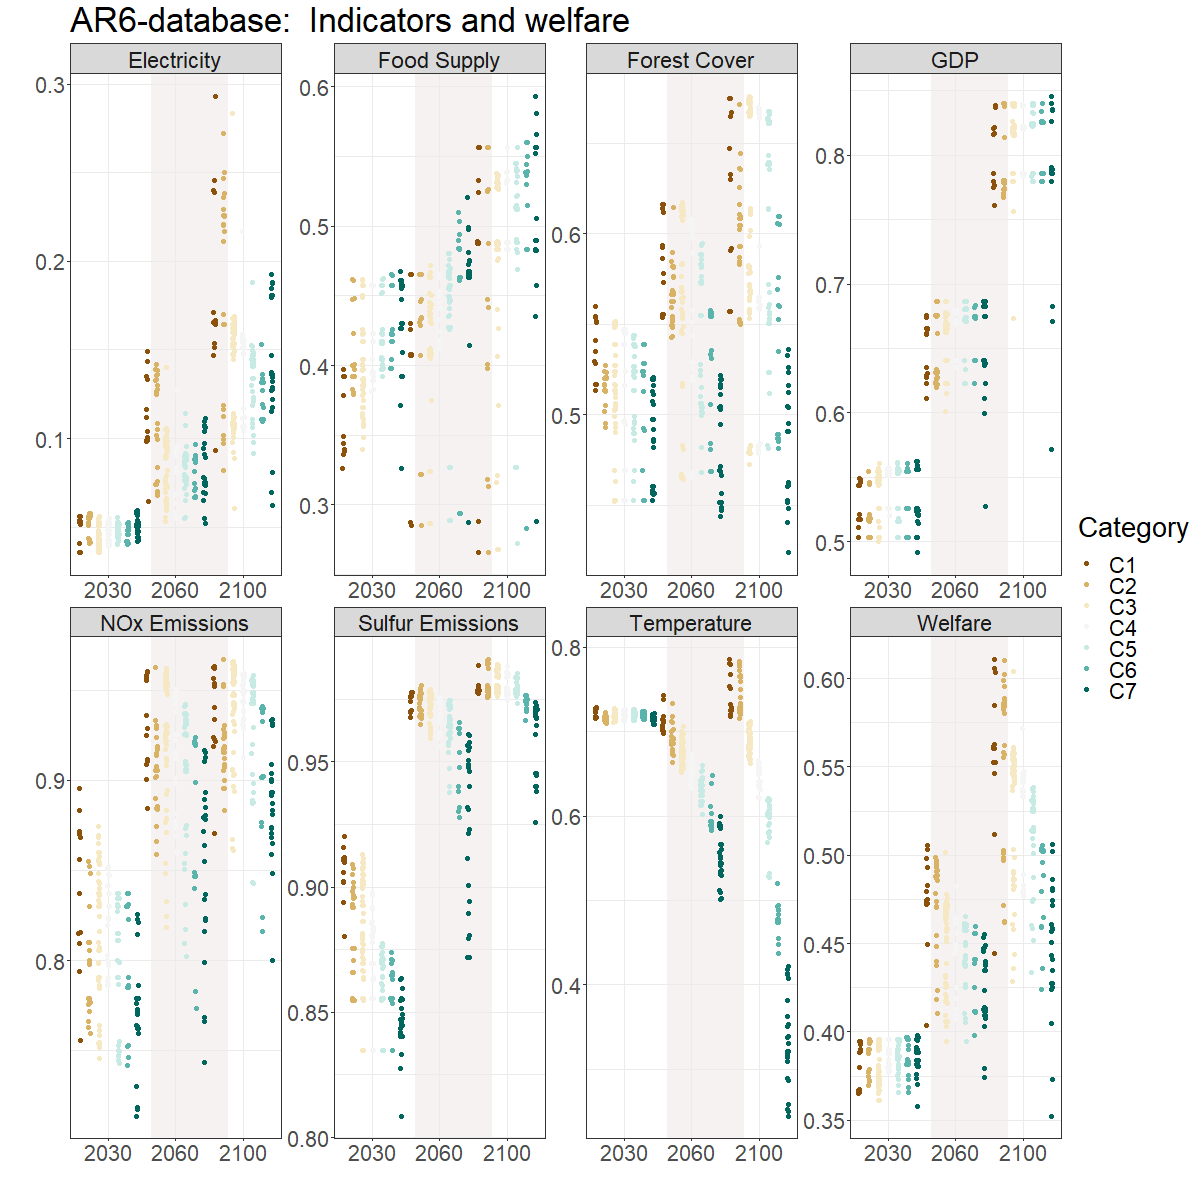 AR6-database:  Indicators and welfare
Electricity
Food Supply
Forest Cover
GDP
0.3
0.2
0.1
0.6
0.5
0.4
0.3
0.6
0.5
0.8
0.7
0.6
0.5
2030 2060 2100
2030 2060 2100
2030 2060 2100
2030 2060 2100
NOx Emissions
Sulfur Emissions
Temperature
Welfare
0.9
0.8
0.95
0.90
0.85
0.80
0.8
0.6
0.4
0.60
0.55
0.50
0.45
0.40
0.35
2030 2060 2100
2030 2060 2100
2030 2060 2100
2030 2060 2100
Category
C1
C2
C3
C4
C5
C6
C7